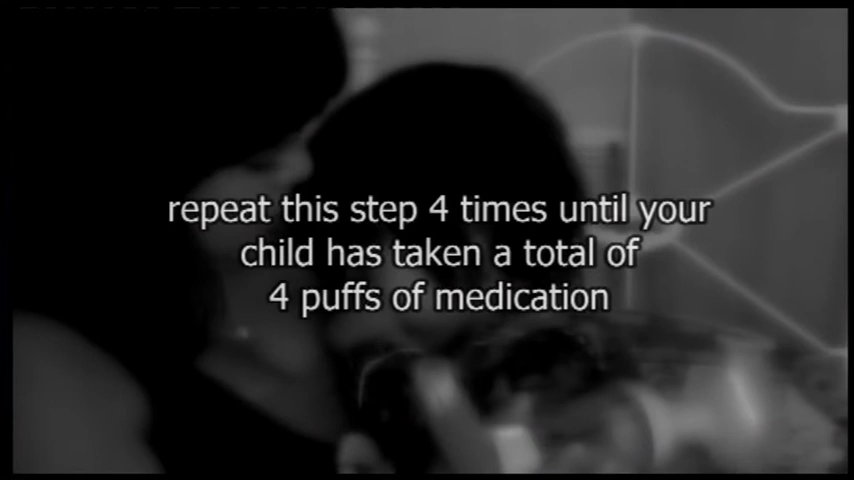 repeat this step 4 times until your
child has taken a total of
4 puffs of medication